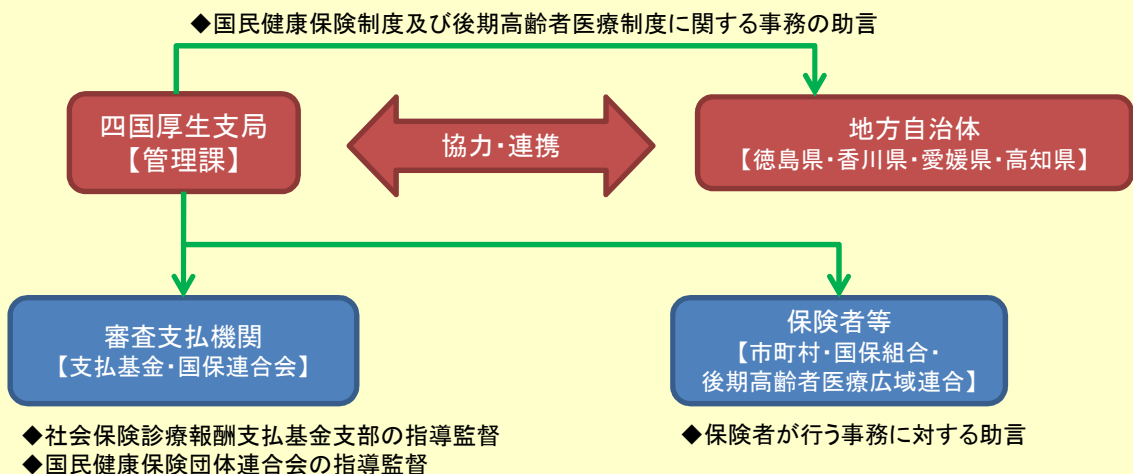 ◆国民健康保険制度及び後期高齢者医療制度に関する事務の助言
四国厚生支局
【管理課】
協力・連携
地方自治体
【徳島県・香川県・愛媛県・高知県】
審査支払機関
【支払基金・国保連合会】
保険者等
【市町村・国保組合・
後期高齢者医療広域連合】
◆社会保険診療報酬支払基金支部の指導監督
◆国民健康保険団体連合会の指導監督
◆保険者が行う事務に対する助言